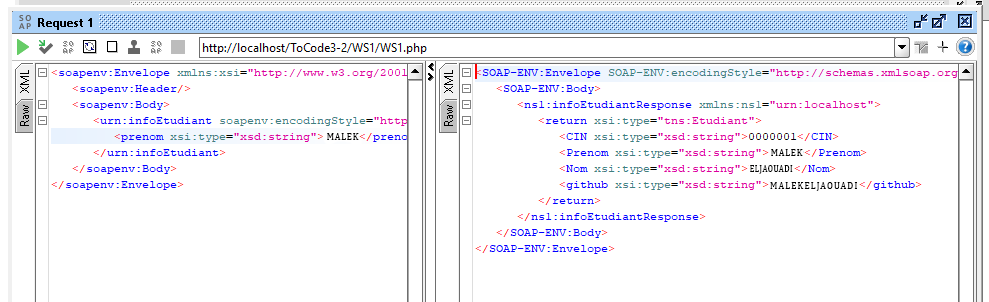 SO AP Request 1
http://localhost/ToCode3-2/WS1/WS1.php
XML
Raw
<soapenv:Envelope xmlns:xsi="http://www.w3.org/2001
<soapenv:Header/>
<soapenv:Body>
<urn:infoEtudiant soapenv:encodingStyle="http
<prenom xsi:type="xsd:string"> MALEK</preno
</urn:infoEtudiant>
</soapenv:Body>
</soapenv:Envelope>
XML
Raw
<SOAP-ENV:Envelope SOAP-ENV:encodingStyle="http://schemas.xmlsoap.org
<SOAP-ENV:Body>
<nsl:infoEtudiantResponse xmlns:nsl="urn:localhost">
<return xsi:type="tns:Etudiant">
<CIN xsi:type="xsd:string">0000001</CIN>
<Prenom xsi:type="xsd:string">MALEK</Prenom>
<Nom xsi:type="xsd:string">ELJAOUADI</Nom>
<github xsi:type="xsd:string">MALEKELJAOUADI</github>
</return>
</nsl:infoEtudiantResponse>
</SOAP-ENV:Body>
</SOAP-ENV:Envelope>